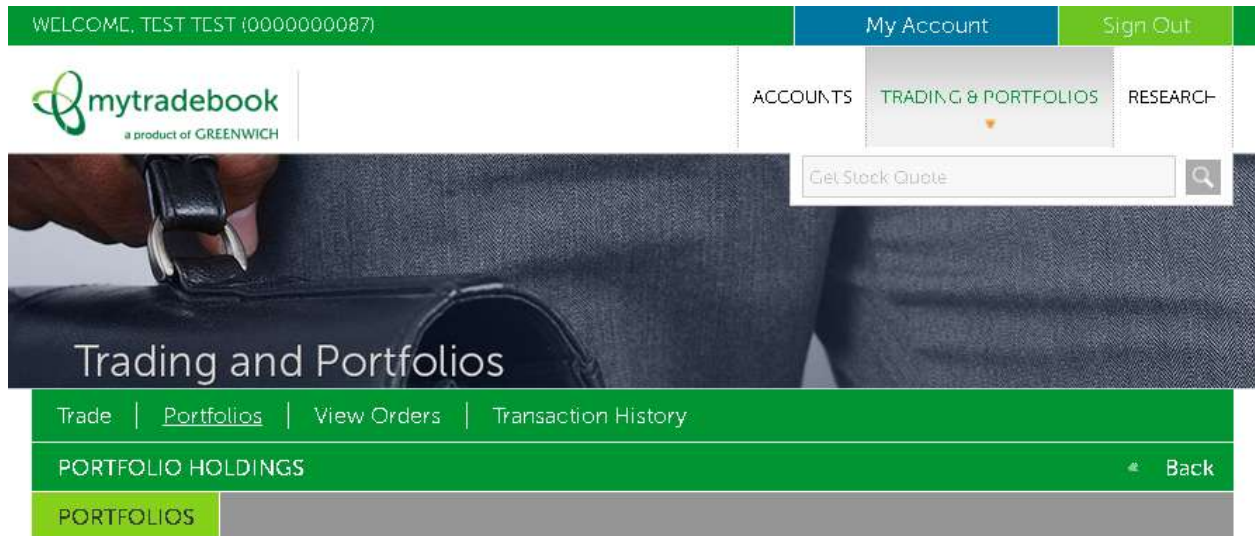 WELCOME, TEST TEST (0000000087)
My Account
Sign Out
mytradebook
a product of GREENWICH
ACCOUNTS
TRADING & PORTFOLIOS
RESEARCH
Get Stock Quote
Trading and Portfolios
Trade | Portfolios | View Orders | Transaction History
PORTFOLIO HOLDINGS
Back
PORTFOLIOS